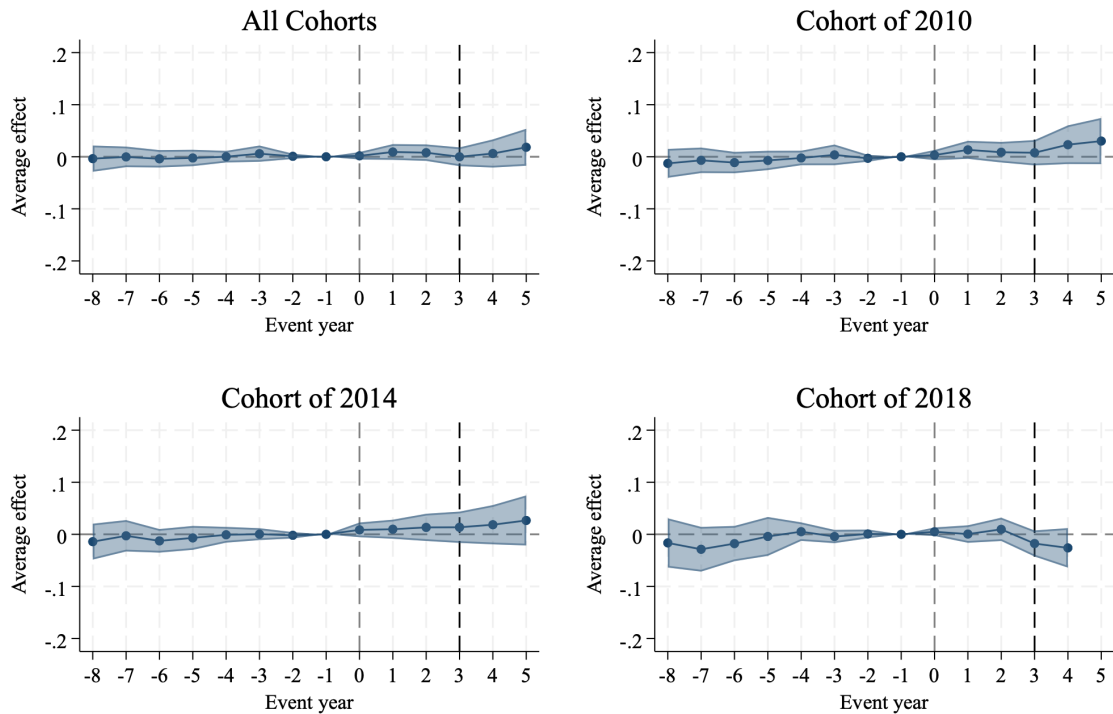 All Cohorts
Average effect
.2
.1
0
-.1
-.2
-8 -7 -6 -5 -4 -3 -2 -1 0 1 2 3 4 5
Event year
Cohort of 2010
Average effect
.2
.1
0
-.1
-.2
-8 -7 -6 -5 -4 -3 -2 -1 0 1 2 3 4 5
Event year
Cohort of 2014
Average effect
.2
.1
0
-.1
-.2
-8 -7 -6 -5 -4 -3 -2 -1 0 1 2 3 4 5
Event year
Cohort of 2018
Average effect
.2
.1
0
-.1
-.2
-8 -7 -6 -5 -4 -3 -2 -1 0 1 2 3 4 5
Event year